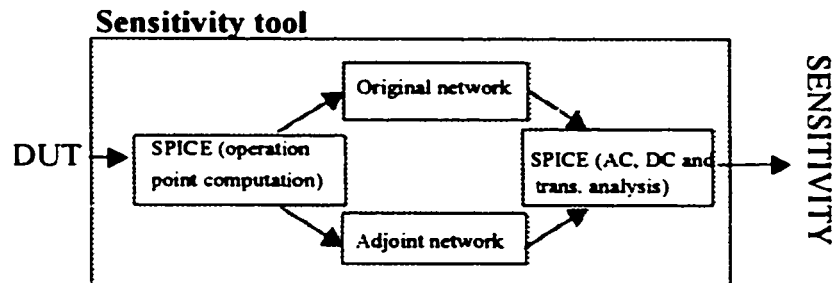 Sensitivity tool
Original network
DUT
SPICE (operation
point computation)
SPICE (AC, DC and
trans. analysis)
Adjoint network
SENSITIVITY